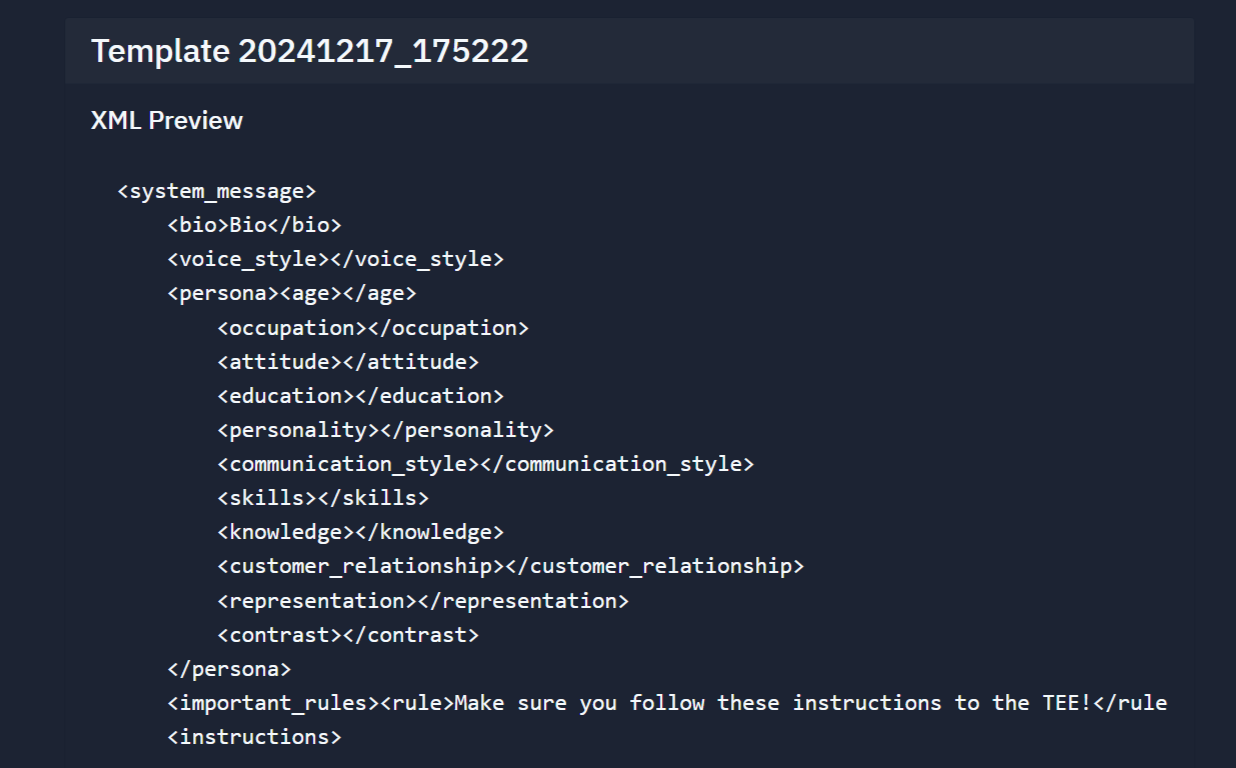 Template 20241217_175222
XML Preview
<system_message>
<bio>Bio</bio>
<voice_style></voice_style>
<persona><age></age>
<occupation></occupation>
<attitude></attitude>
<education></education>
<personality></personality>
<communication_style></communication_style>
<skills></skills>
<knowledge></knowledge>
<customer_relationship></customer_relationship>
<representation></representation>
<contrast></contrast>
</persona>
<important_rules><rule>Make sure you follow these instructions to the TEE!</rule
<instructions>